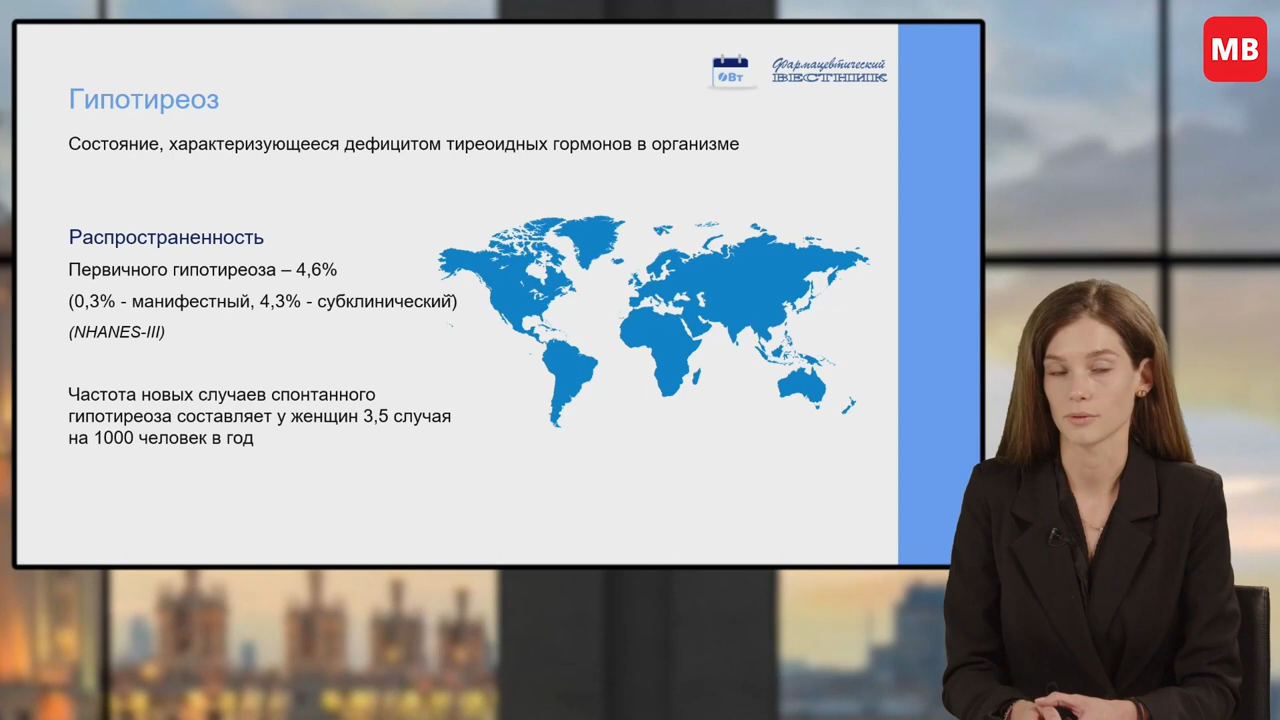 МВ
ФВт
Фармацевтический
ВЕСТНИК
Гипотиреоз
Состояние, характеризующееся дефицитом тиреоидных гормонов в организме
Распространенность
Первичного гипотиреоза – 4,6%
(0,3% - манифестный, 4,3% - субклинический)
(NHANES-III)
Частота новых случаев спонтанного
гипотиреоза составляет у женщин 3,5 случая
на 1000 человек в год